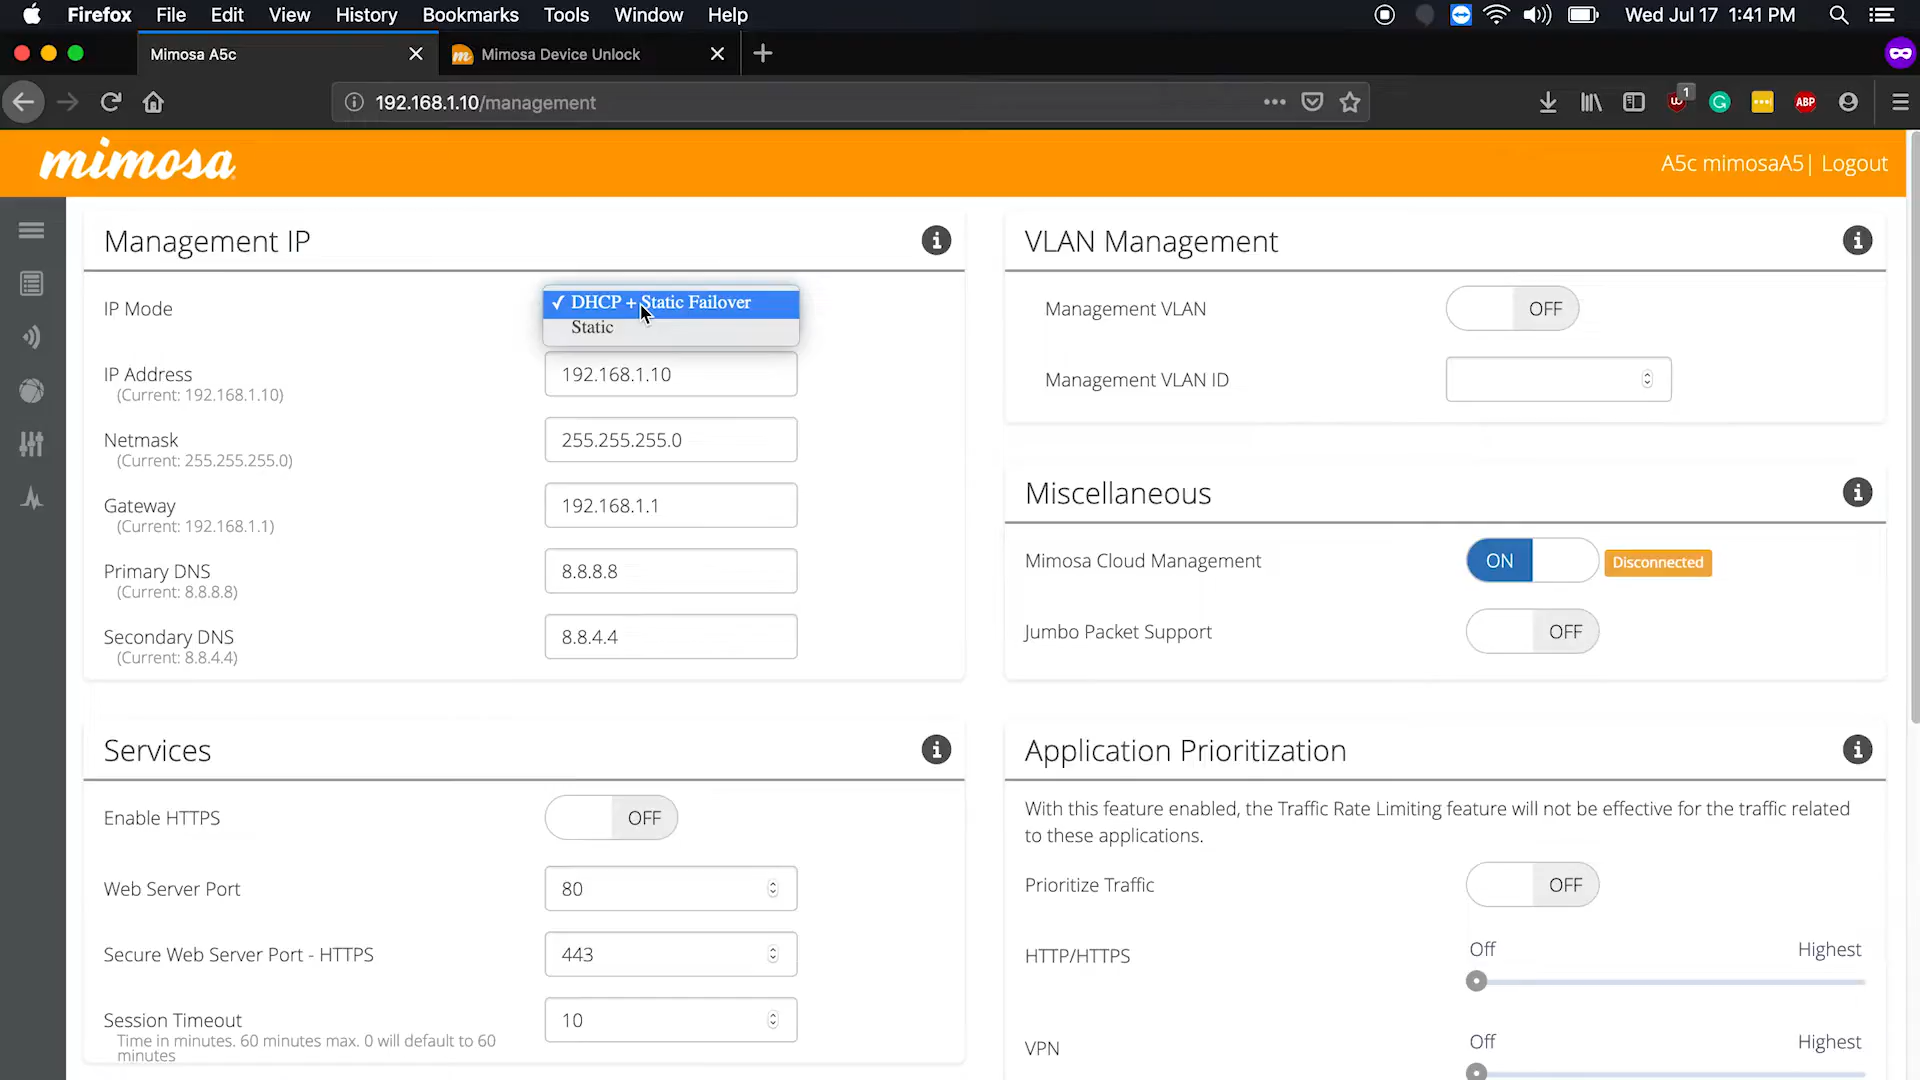 Firefox File Edit View History Bookmarks Tools Window Help Wed Jul 17 1:41 PM
Mimosa A5c Mimosa Device Unlock
192.168.1.10/management 1 ABP
mimosa A5c mimosaA5| Logout
Management IP
IP Mode
✓ DHCP + Static Failover
Static
IP Address 192.168.1.10
(Current: 192.168.1.10)
Netmask 255.255.255.0
(Current: 255.255.255.0)
Gateway 192.168.1.1
(Current: 192.168.1.1)
Primary DNS 8.8.8.8
(Current: 8.8.8.8)
Secondary DNS 8.8.4.4
(Current: 8.8.4.4)
VLAN Management
Management VLAN OFF
Management VLAN ID
Miscellaneous
Mimosa Cloud Management ON Disconnected
Jumbo Packet Support OFF
Services
Enable HTTPS OFF
Web Server Port 80
Secure Web Server Port - HTTPS 443
Session Timeout 10
Time in minutes. 60 minutes max. 0 will default to 60
minutes
Application Prioritization
With this feature enabled, the Traffic Rate Limiting feature will not be effective for the traffic related
to these applications.
Prioritize Traffic OFF
HTTP/HTTPS Off Highest
VPN Off Highest